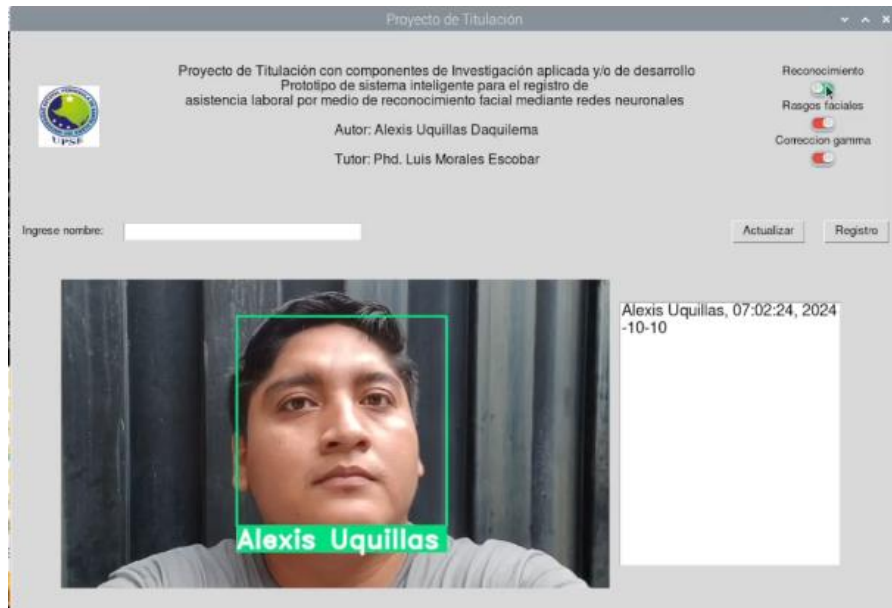 Proyecto de Titulación
Proyecto de Titulación con componentes de Investigación aplicada y/o de desarrollo
Prototipo de sistema inteligente para el registro de
asistencia laboral por medio de reconocimiento facial mediante redes neuronales
Autor: Alexis Uquillas Daquilema
Tutor: Phd. Luis Morales Escobar
Reconocimiento
Rasgos faciales
Correccion gamma
UPSE
Ingrese nombre:
Actualizar
Registro
Alexis Uquillas, 07:02:24, 2024
-10-10
Alexis Uquillas